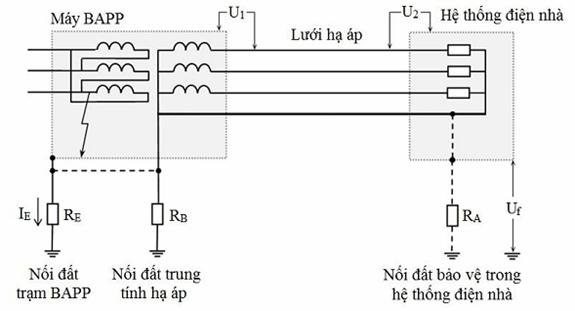 Máy BAPP
U1
U2
Hệ thống điện nhà
Lưới hạ áp
IE
RE
RB
RA
Uf
Nối đất
trạm BAPP
Nối đất trung
tính hạ áp
Nối đất bảo vệ trong
hệ thống điện nhà